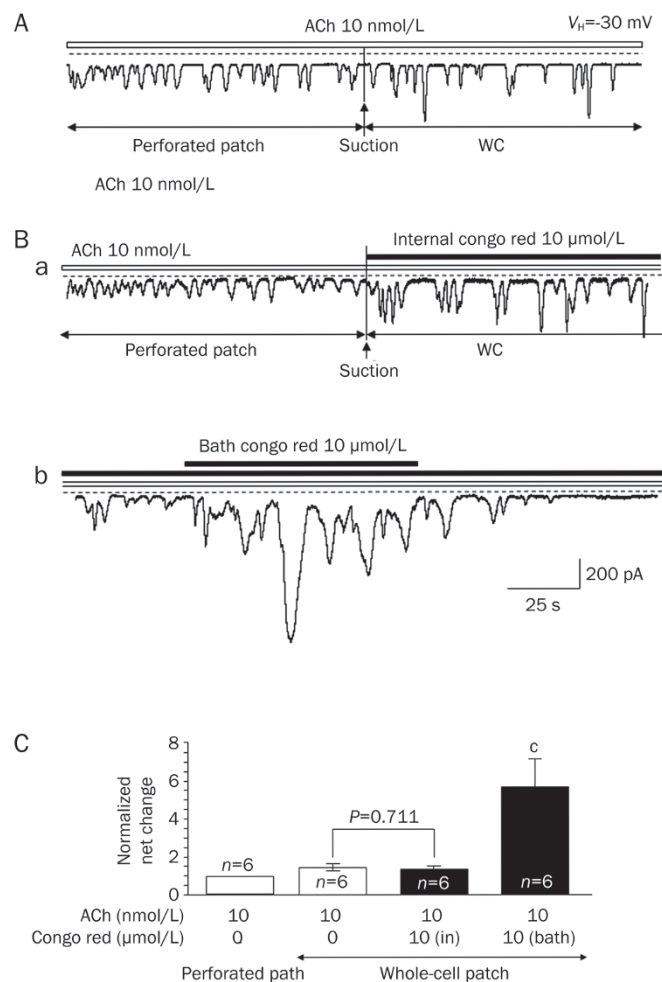 A
ACh 10 nmol/L
V_H=-30 mV
Perforated patch
Suction
WC
ACh 10 nmol/L
B
ACh 10 nmol/L
Internal congo red 10 μmol/L
a
Perforated patch
WC
Suction
Bath congo red 10 μmol/L
b
200 pA
25 s
C
Normalized
net change
8
6
4
2
0
c
P=0.711
n=6
n=6
n=6
n=6
ACh (nmol/L) 10 10 10 10
Congo red (μmol/L) 0 0 10 (in) 10 (bath)
Perforated path Whole-cell patch